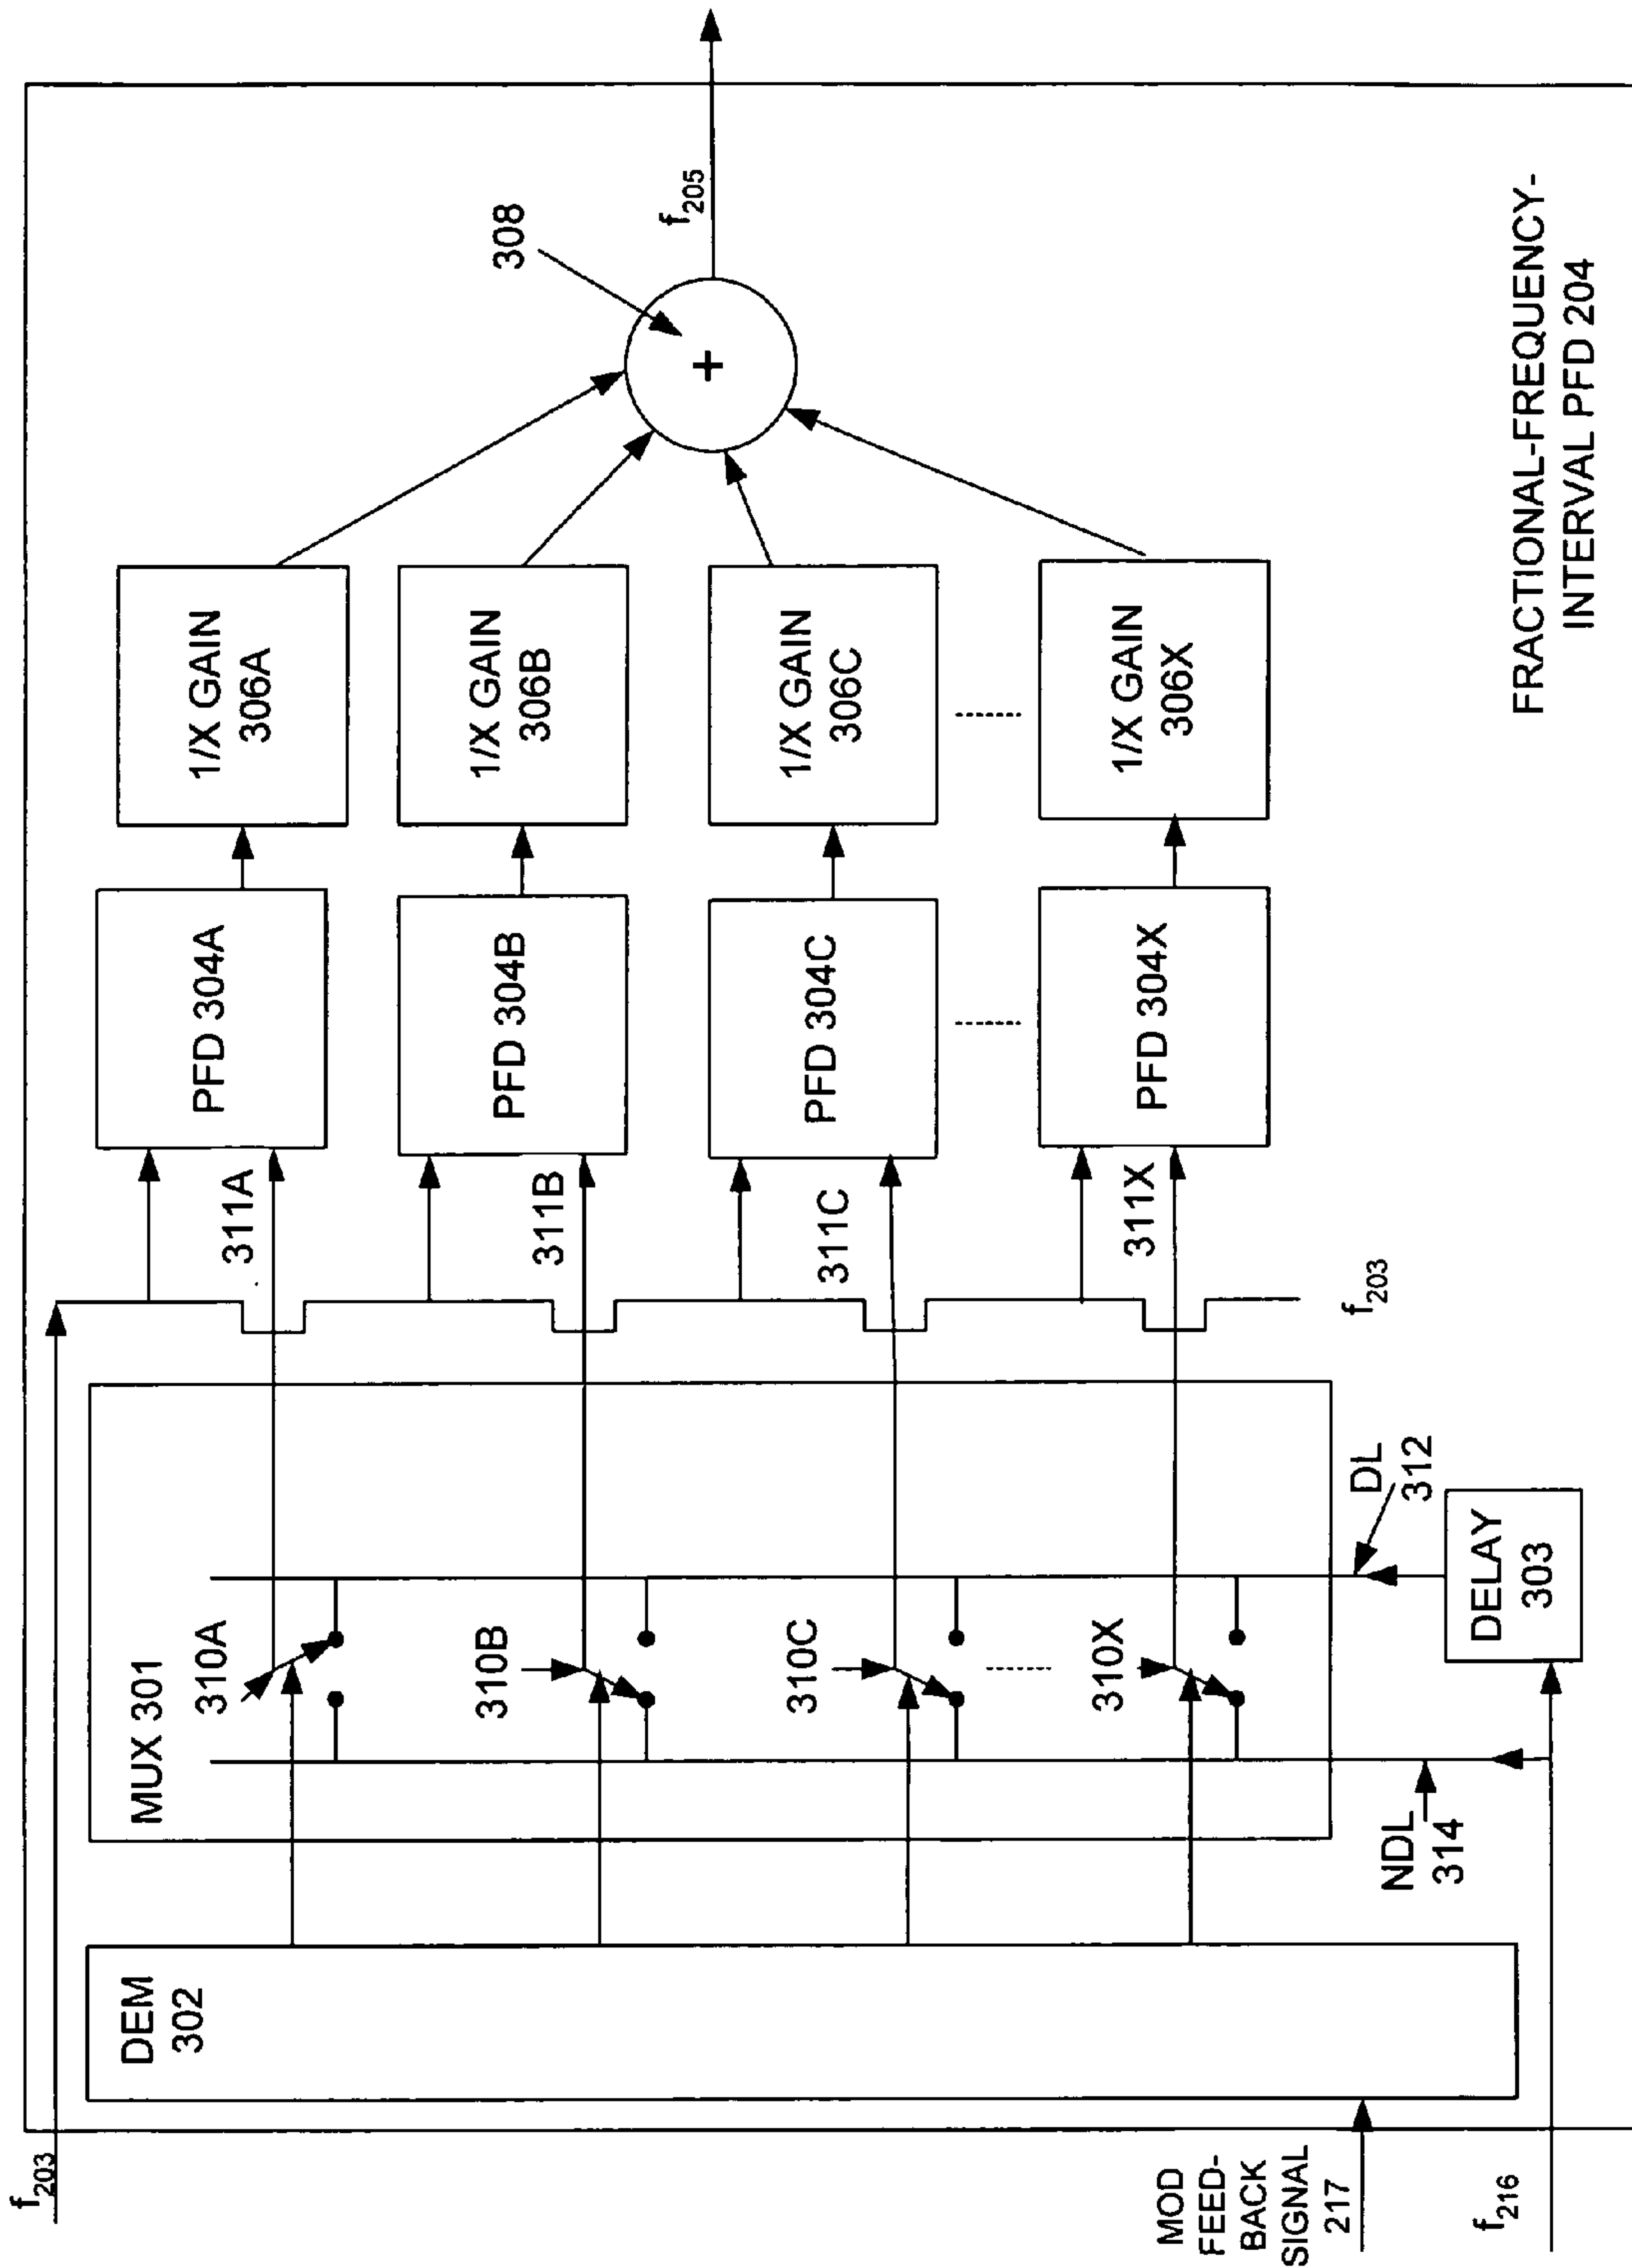 f203
DEM
302
MUX 301
310A
310B
310C
310X
311A
311B
311C
311X
PFD 304A
PFD 304B
PFD 304C
PFD 304X
1/X GAIN
306A
1/X GAIN
306B
1/X GAIN
306C
1/X GAIN
306X
308
+
f205
f203
DL
312
NDL
314
DELAY
303
MOD
FEED-
BACK
SIGNAL
217
f216
FRACTIONAL-FREQUENCY-
INTERVAL PFD 204